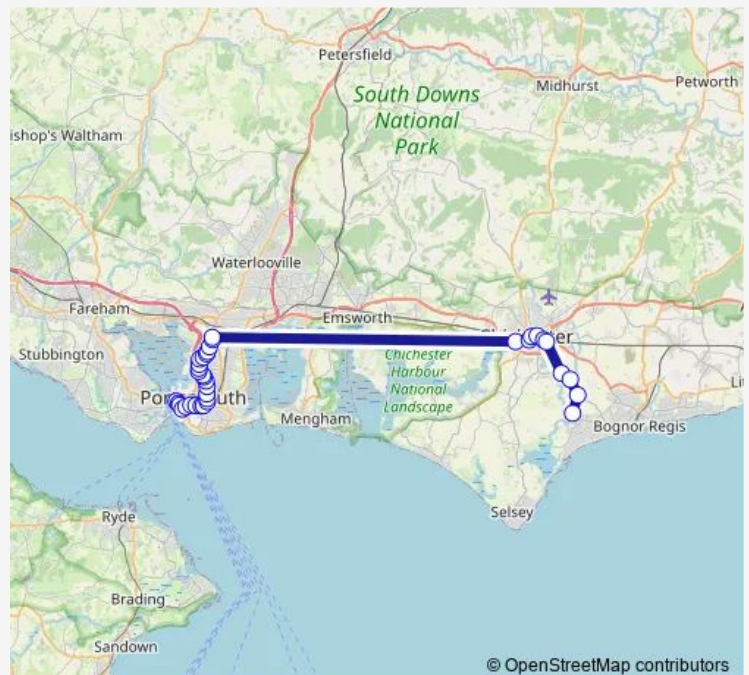 Petersfield
Midhurst
Petworth
South Downs
National
Park
ishop's Waltham
Waterlooville
Fareham
Emsworth
Stubbington
Chichester
Harbour
National
Landscape
Mengham
Bognor Regis
Selsey
Ryde
Brading
Sandown
© OpenStreetMap contributors